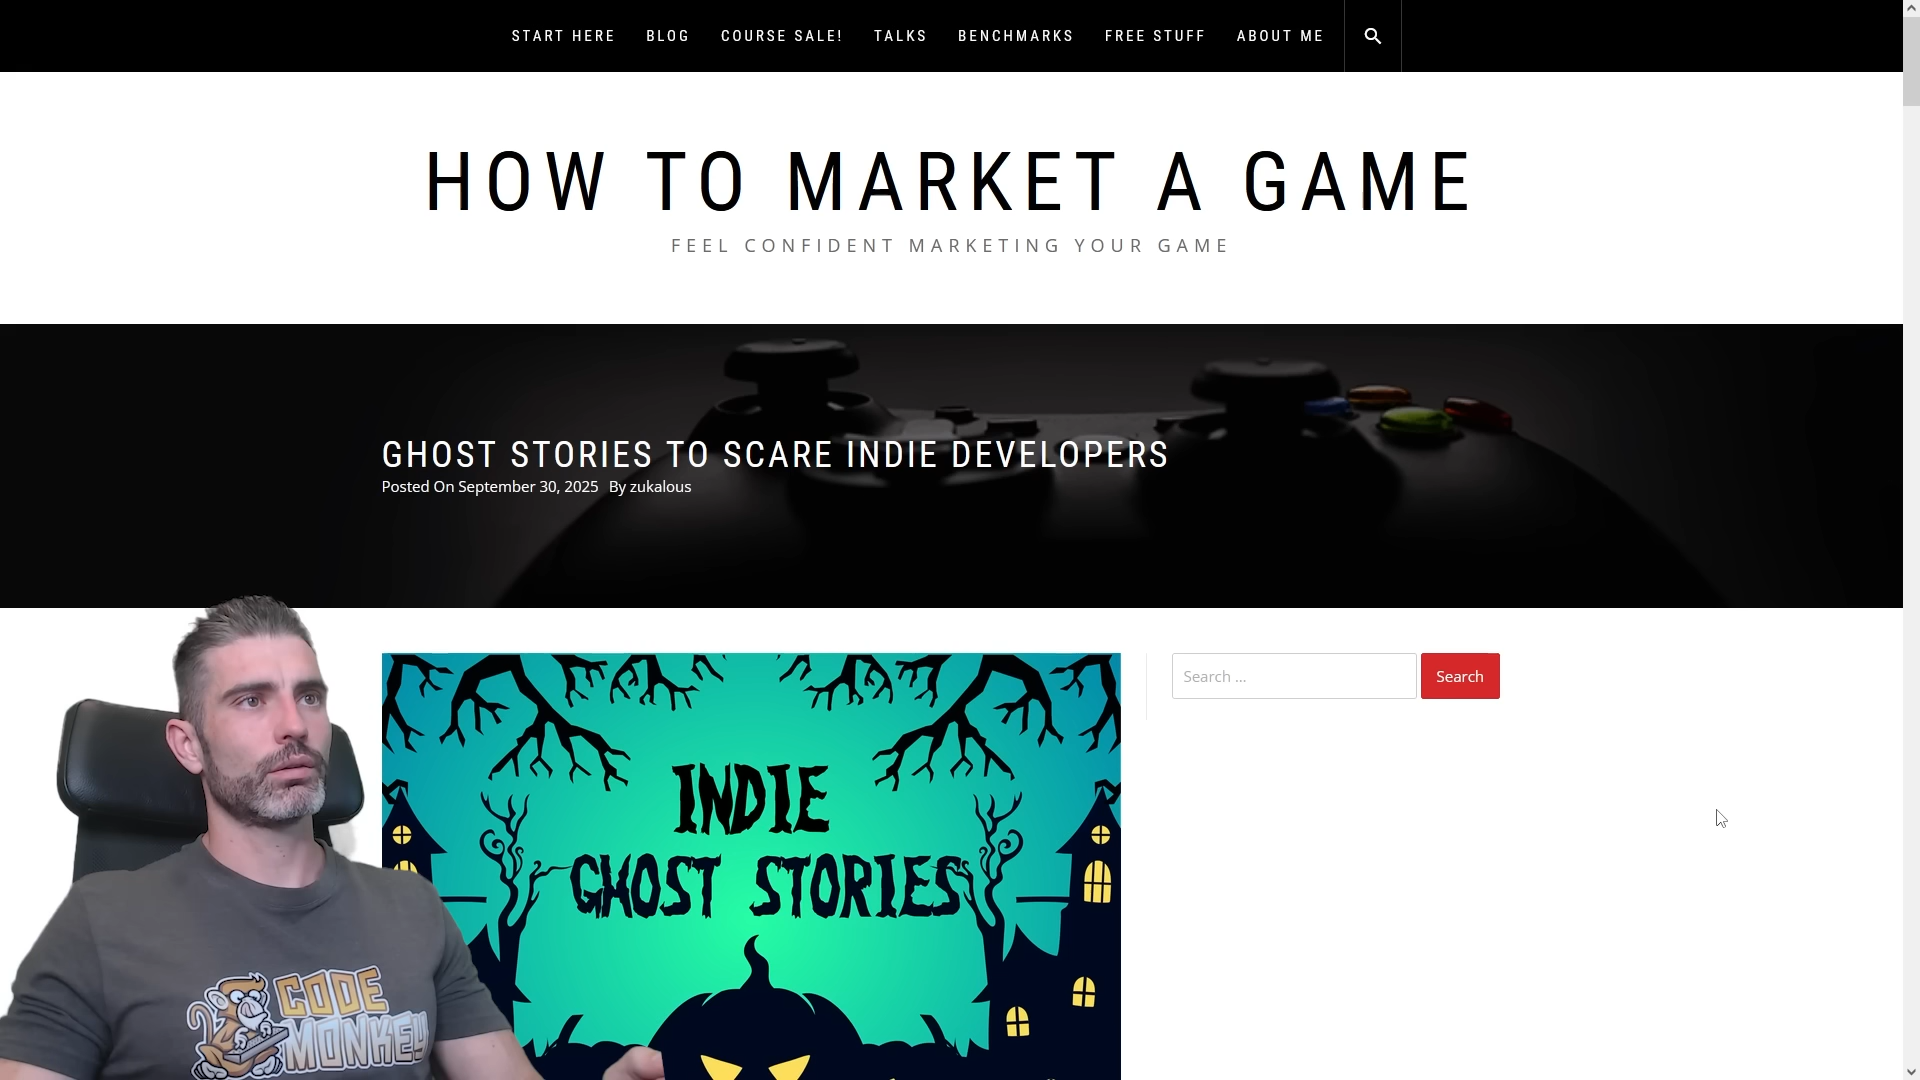 START HERE BLOG COURSE SALE! TALKS BENCHMARKS FREE STUFF ABOUT ME
HOW TO MARKET A GAME
FEEL CONFIDENT MARKETING YOUR GAME
GHOST STORIES TO SCARE INDIE DEVELOPERS
Posted On September 30, 2025 By zukalous
Search ... Search
INDIE
GHOST STORIES
CODE
MONKEY